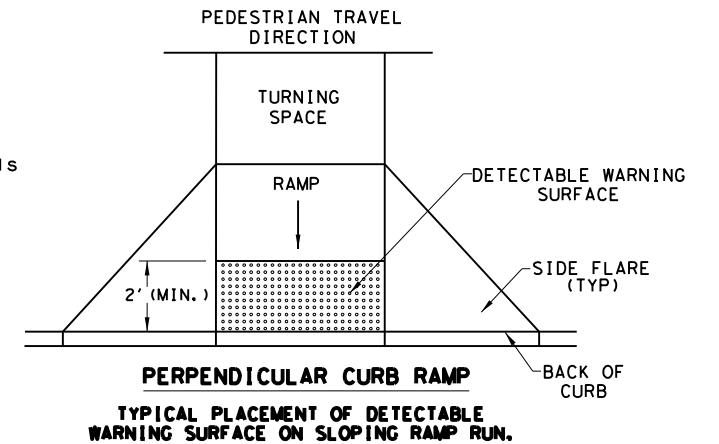 PEDESTRIAN TRAVEL
DIRECTION
TURNING
SPACE
ls
RAMP
DETECTABLE WARNING
SURFACE
SIDE FLARE
(TYP)
2' (MIN.)
BACK OF
CURB
PERPENDICULAR CURB RAMP
TYPICAL PLACEMENT OF DETECTABLE
WARNING SURFACE ON SLOPING RAMP RUN.